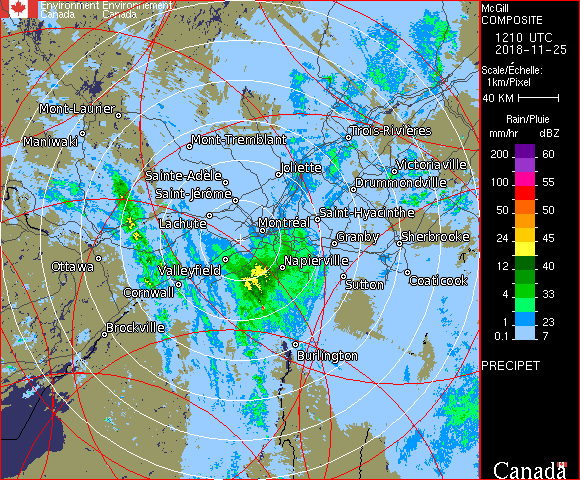 Environment Environnement
Canada Canada
McGill
COMPOSITE
1210 UTC
2018-11-25
Scale/Échelle:
1km/Pixel
40 KM
Rain/Pluie
mm/hr dBZ
200 60
100 55
50 50
24 45
12 40
4 33
1 23
0.1 7
PRECIPET
Canada
Mont-Laurier
Maniwaki
Mont-Tremblant
Trois-Rivières
Joliette
Victoriaville
Sainte-Adèle
Drummondville
Saint-Jérôme
Saint-Hyacinthe
Lachute
Montréal
Granby
Sherbrooke
Ottawa
Valleyfield
Napierville
Cornwall
Sutton
Coaticook
Brockville
Burlington